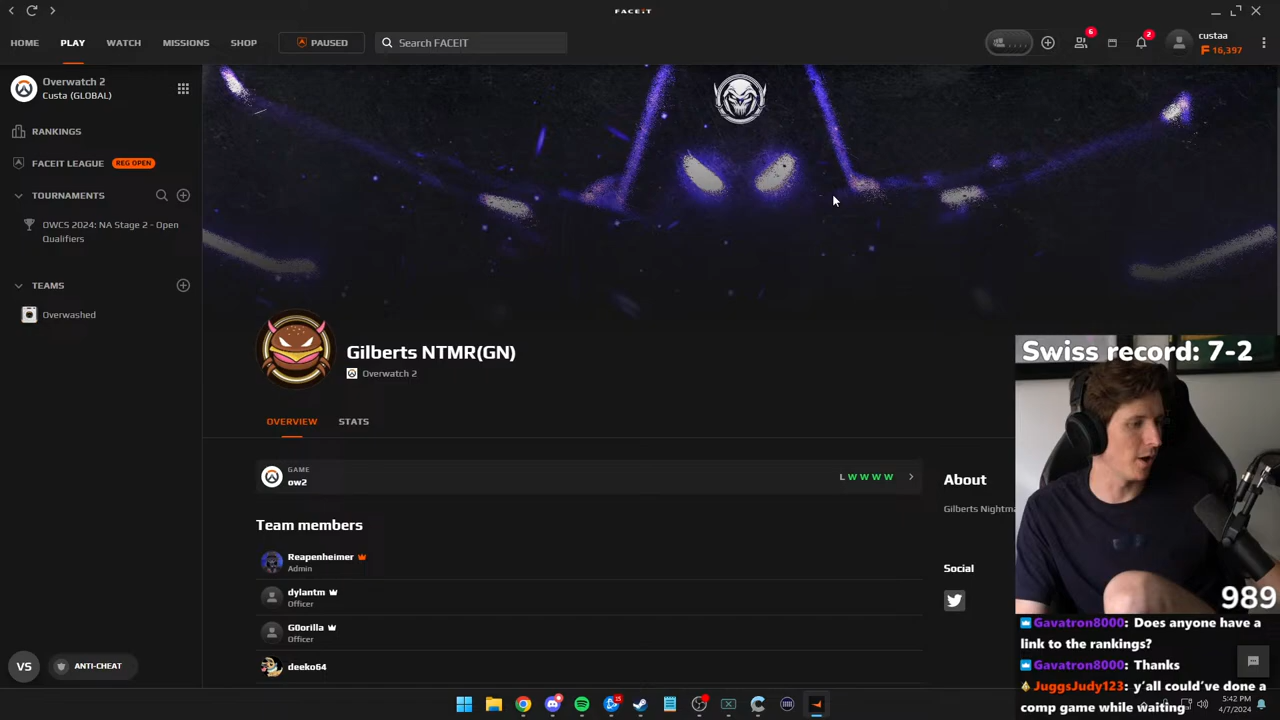 FACEIT
HOME
PLAY
WATCH
MISSIONS
SHOP
PAUSED
Search FACEIT
6
2
custaa
16,397
Overwatch 2
Custa (GLOBAL)
RANKINGS
FACEIT LEAGUE
REG OPEN
TOURNAMENTS
OWCS 2024: NA Stage 2 - Open
Qualifiers
TEAMS
Overwashed
Gilberts NTMR(GN)
Overwatch 2
OVERVIEW
STATS
GAME
ow2
L W W W W
About
Gilberts Nightma
Team members
Reapenheimer
Admin
dylantm
Officer
G0orilla
Officer
deeko64
Social
Swiss record: 7-2
989
Gavatron8000: Does anyone have a
link to the rankings?
Gavatron8000: Thanks
JuggsJudy123: y'all could've done a
comp game while waiting
VS
ANTI-CHEAT
15
5:42 PM
4/7/2024